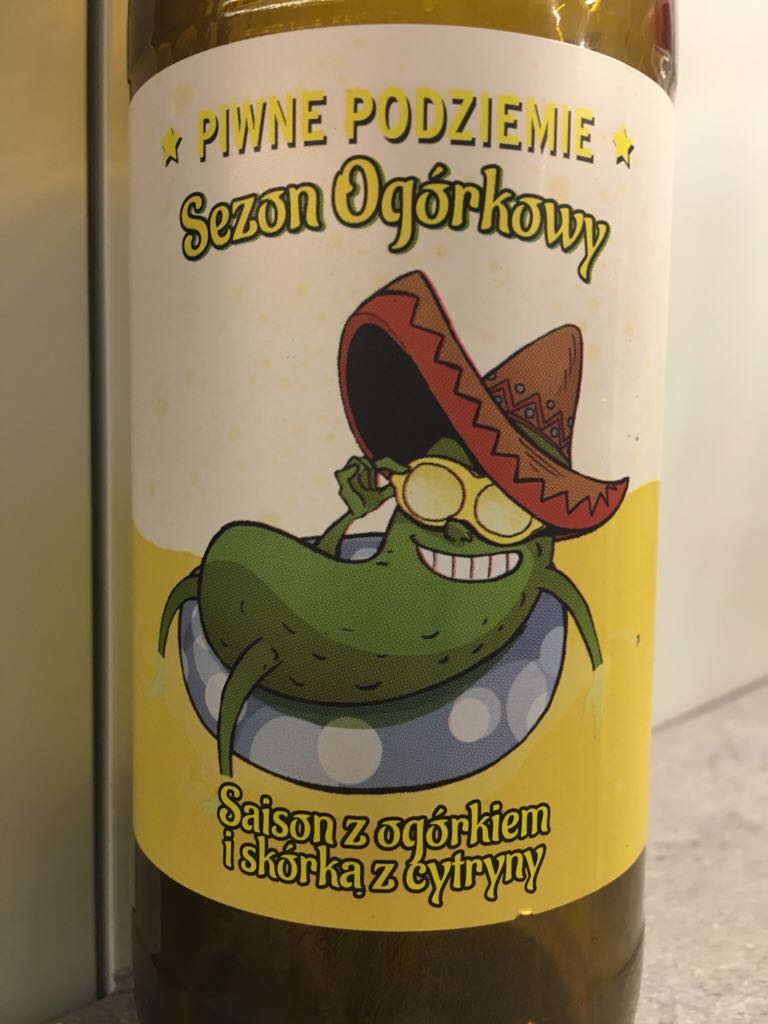 PIWNE PODZIEMIE
Sezon Ogórkowy
Saison z ogórkiem
i skórką z cytryny